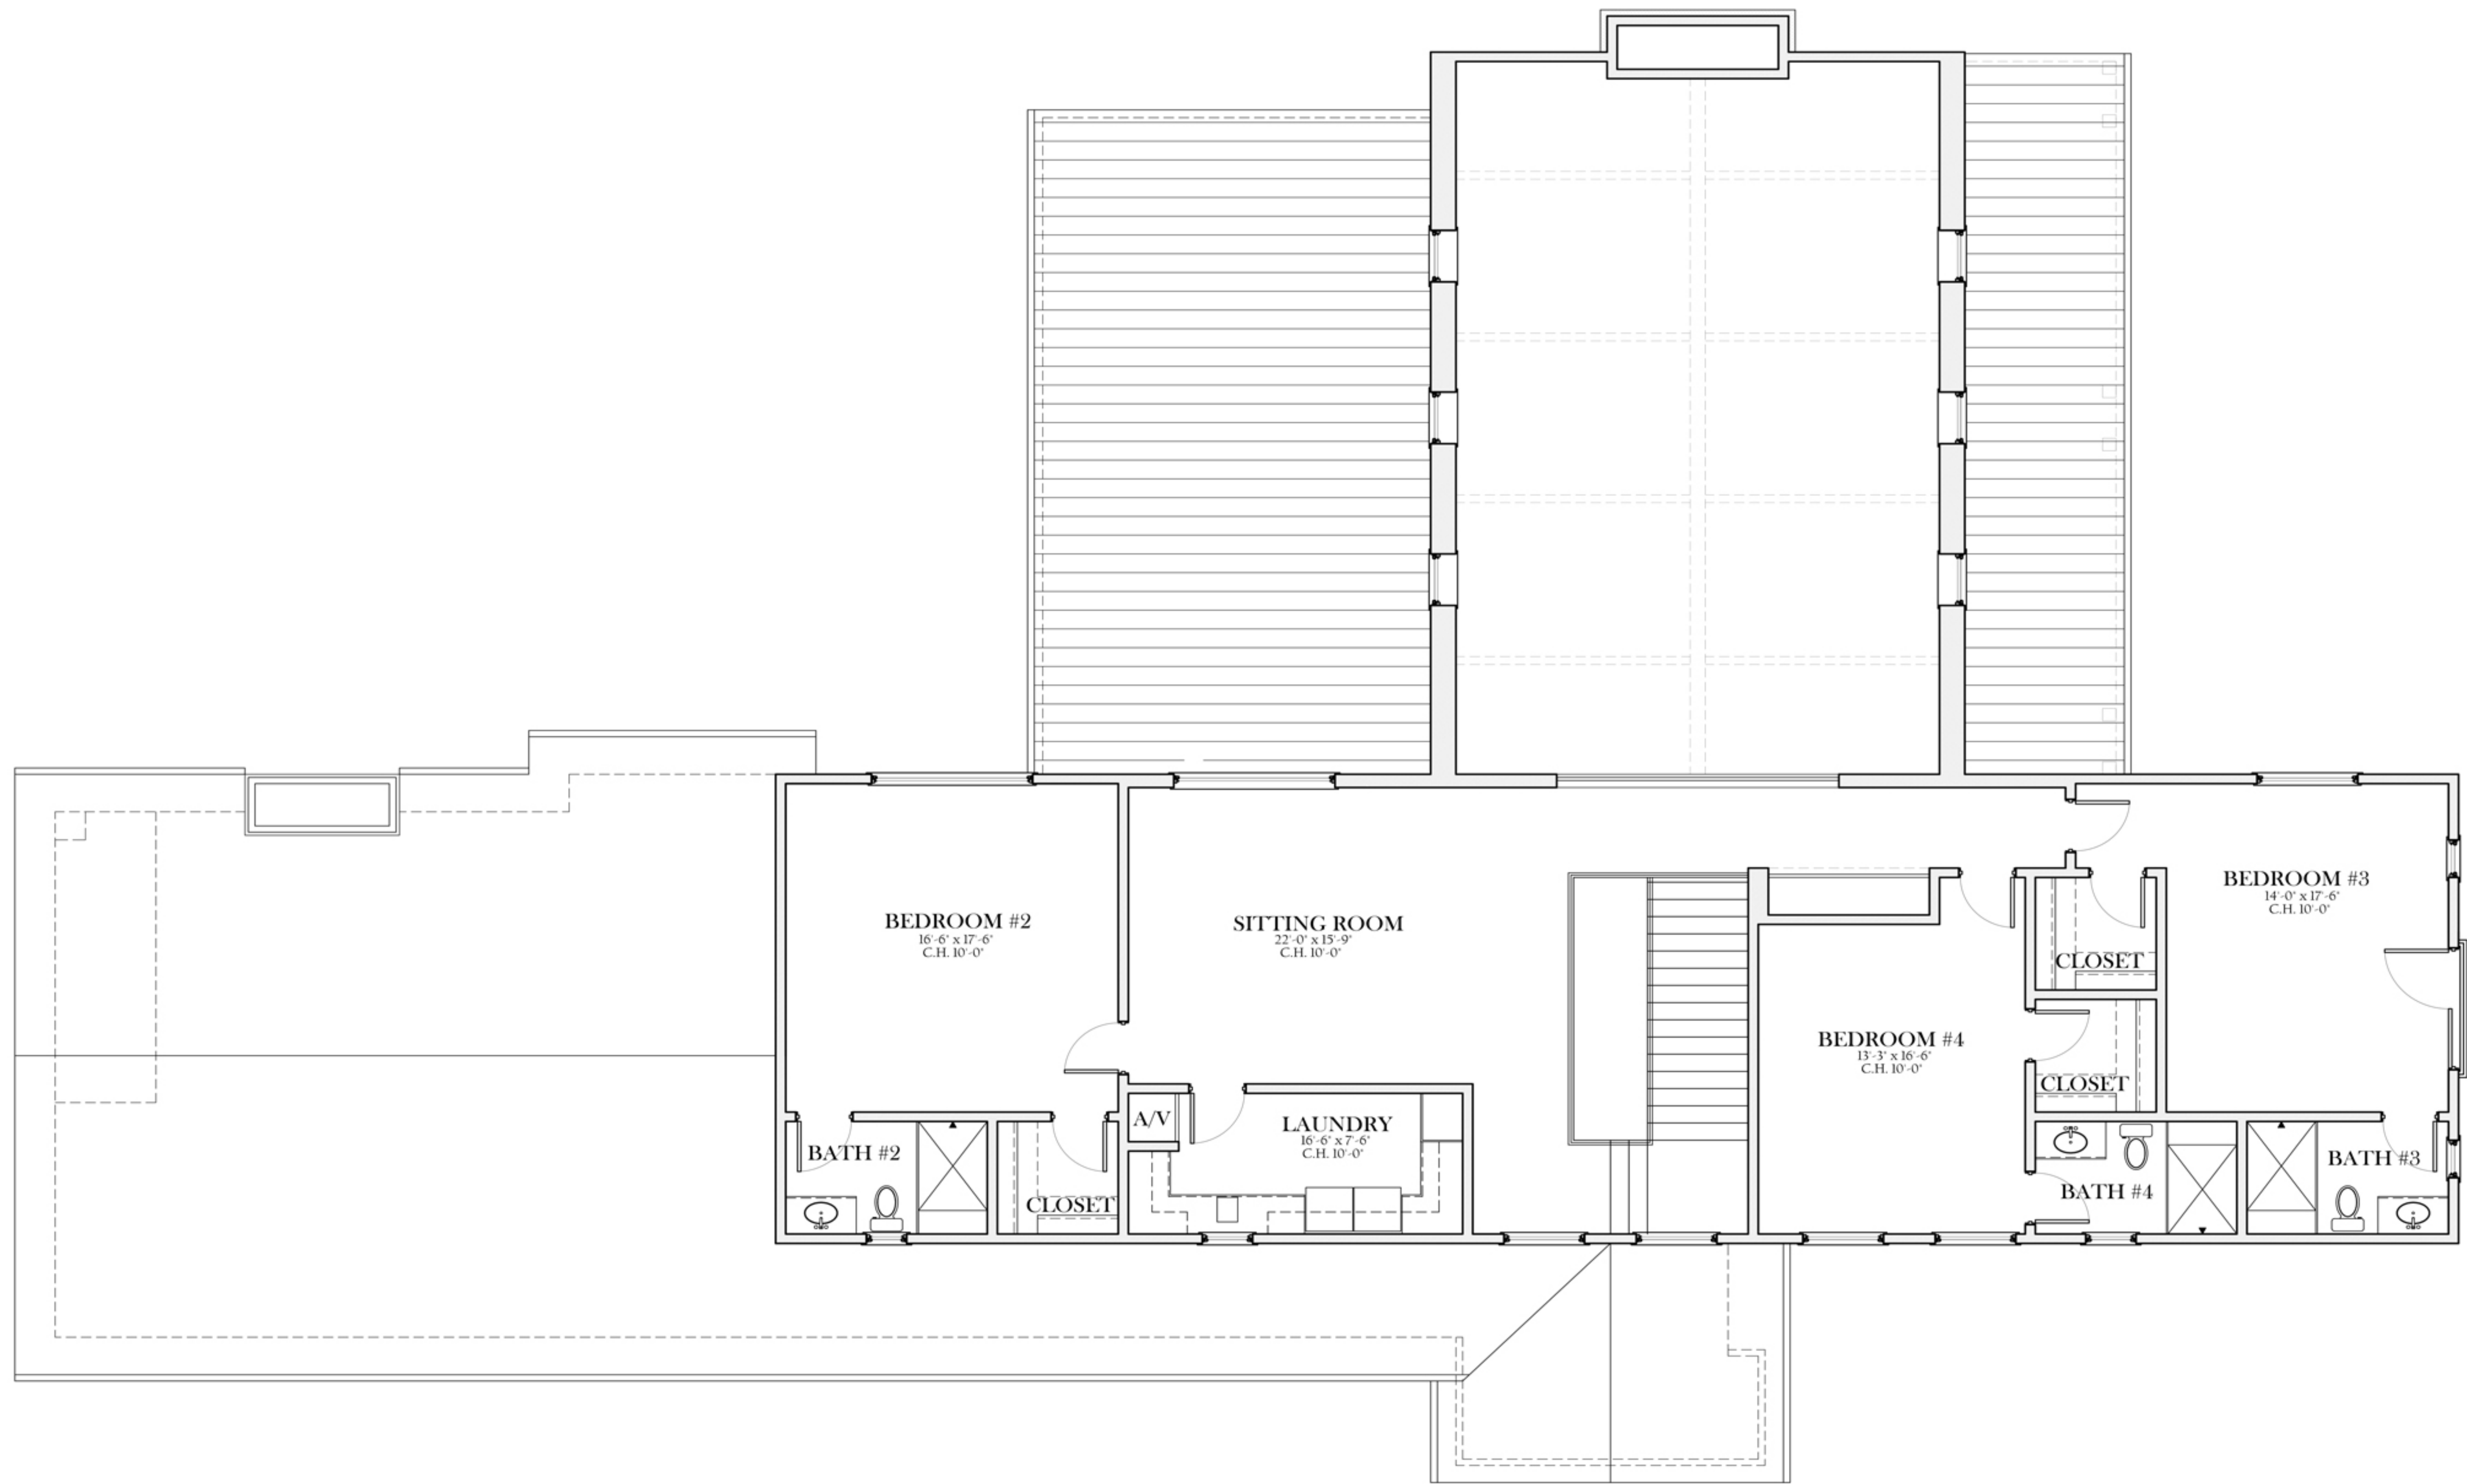 BEDROOM #2
16'-6" x 17'-6"
C.H. 10'-0"
SITTING ROOM
22'-0" x 15'-9"
C.H. 10'-0"
BEDROOM #3
14'-0" x 17'-6"
C.H. 10'-0"
CLOSET
BEDROOM #4
13'-3" x 16'-6"
C.H. 10'-0"
CLOSET
A/V
LAUNDRY
16'-6" x 7'-6"
C.H. 10'-0"
BATH #2
CLOSET
BATH #3
BATH #4